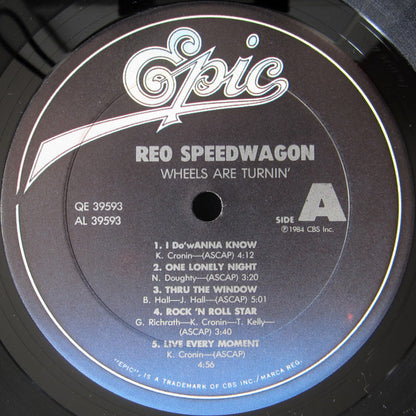 Epic
REO SPEEDWAGON
WHEELS ARE TURNIN'
QE 39593
AL 39593
SIDE A
℗1984 CBS Inc.
1. I Do'wANNA KNOW
K. Cronin—(ASCAP) 4:12
2. ONE LONELY NIGHT
N. Doughty—(ASCAP) 3:20
3. THRU THE WINDOW
B. Hall—J. Hall—(ASCAP) 5:01
4. ROCK 'N ROLL STAR
G. Richrath—K. Cronin—T. Kelly—
(ASCAP) 3:40
5. LIVE EVERY MOMENT
K. Cronin—(ASCAP)
4:56
"EPIC", IS A TRADEMARK OF CBS INC./MARCA REG.